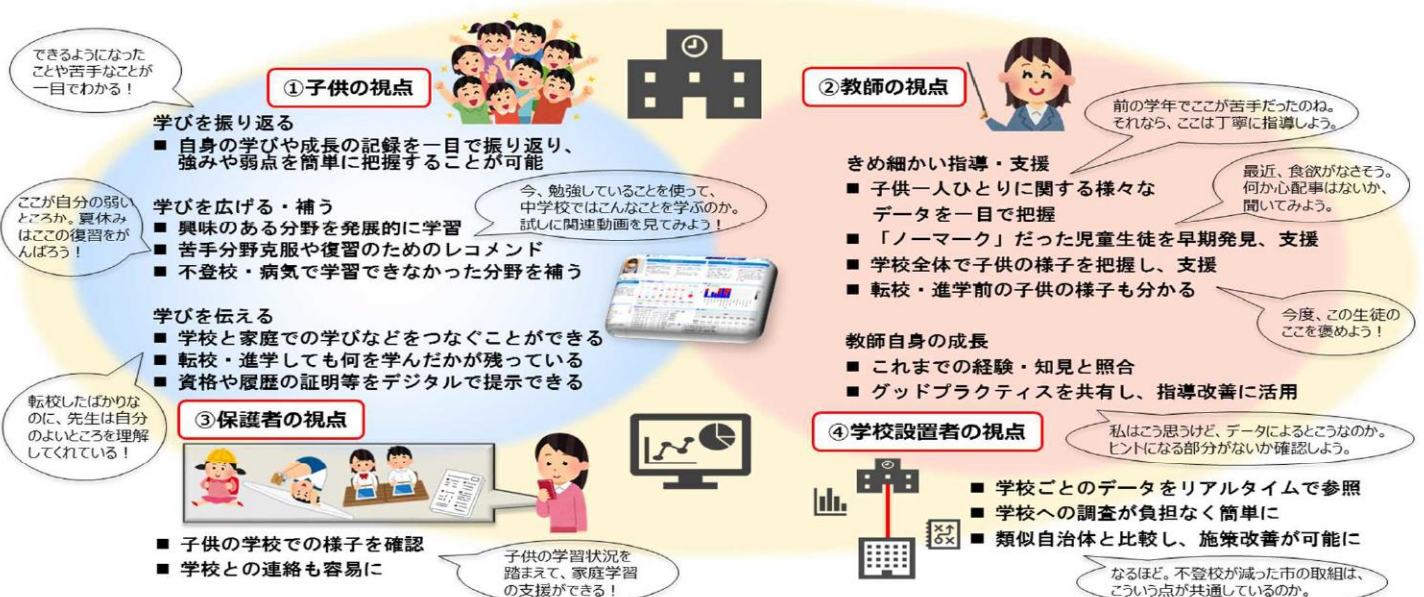 できるようになった
ことや苦手なことが
一目でわかる！
①子供の視点
学びを振り返る
■ 自身の学びや成長の記録を一目で振り返り、
強みや弱点を簡単に把握することが可能
ここが自分の弱い
ところか。夏休み
はここの復習をが
んばろう！
今、勉強していることを使って、
中学校ではこんなことを学ぶのか。
試しに関連動画を見てみよう！
学びを広げる・補う
■ 興味のある分野を発展的に学習
■ 苦手分野克服や復習のためのレコメンド
■ 不登校・病気で学習できなかった分野を補う
学びを伝える
■ 学校と家庭での学びなどをつなぐことができる
■ 転校・進学しても何を学んだかが残っている
■ 資格や履歴の証明等をデジタルで提示できる
転校したばかりな
のに、先生は自分
のよいところを理解
してくれている！
②教師の視点
前の学年でここが苦手だったのね。
それなら、ここは丁寧に指導しよう。
きめ細かい指導・支援
■ 子供一人ひとりに関する様々な
データを一目で把握
■ 「ノーマーク」だった児童生徒を早期発見、支援
■ 学校全体で子供の様子を把握し、支援
■ 転校・進学前の子供の様子も分かる
最近、食欲がなさそう。
何か心配事はないか、
聞いてみよう。
今度、この生徒の
ここを褒めよう！
教師自身の成長
■ これまでの経験・知見と照合
■ グッドプラクティスを共有し、指導改善に活用
私はこう思うけど、データによるとこうなのか。
ヒントになる部分がないか確認しよう。
③保護者の視点
■ 子供の学校での様子を確認
■ 学校との連絡も容易に
子供の学習状況を
踏まえて、家庭学習
の支援ができる！
④学校設置者の視点
■ 学校ごとのデータをリアルタイムで参照
■ 学校への調査が負担なく簡単に
■ 類似自治体と比較し、施策改善が可能に
なるほど。不登校が減った市の取組は、
こういう点が共通しているのか。